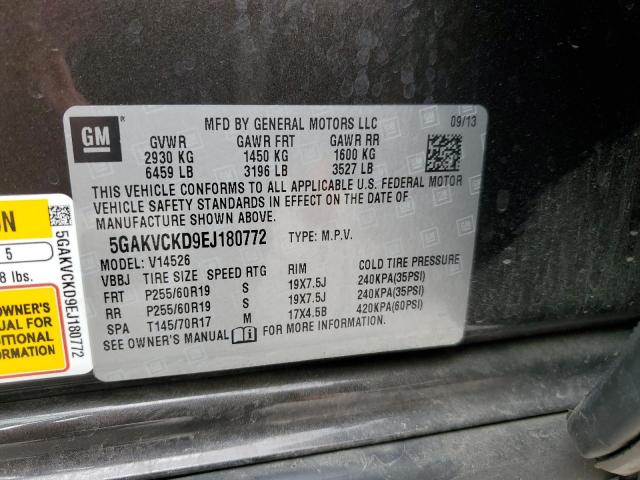 GM
MFD BY GENERAL MOTORS LLC
09/13
GVWR GAWR FRT GAWR RR
2930 KG 1450 KG 1600 KG
6459 LB 3196 LB 3527 LB
THIS VEHICLE CONFORMS TO ALL APPLICABLE U.S. FEDERAL MOTOR
VEHICLE SAFETY STANDARDS IN EFFECT ON THE DATE OF
MANUFACTURE SHOWN ABOVE.
5GAKVCKD9EJ180772 TYPE: M.P.V.
MODEL: V14526
VBBJ TIRE SIZE SPEED RTG RIM COLD TIRE PRESSURE
FRT P255/60R19 S 19X7.5J 240KPA(35PSI)
RR P255/60R19 S 19X7.5J 240KPA(35PSI)
SPA T145/70R17 M 17X4.5B 420KPA(60PSI)
SEE OWNER'S MANUAL FOR MORE INFORMATION
ON
5
8 lbs.
OWNER'S
UAL FOR
DITIONAL
ORMATION
5GAKVCKD9EJ180772